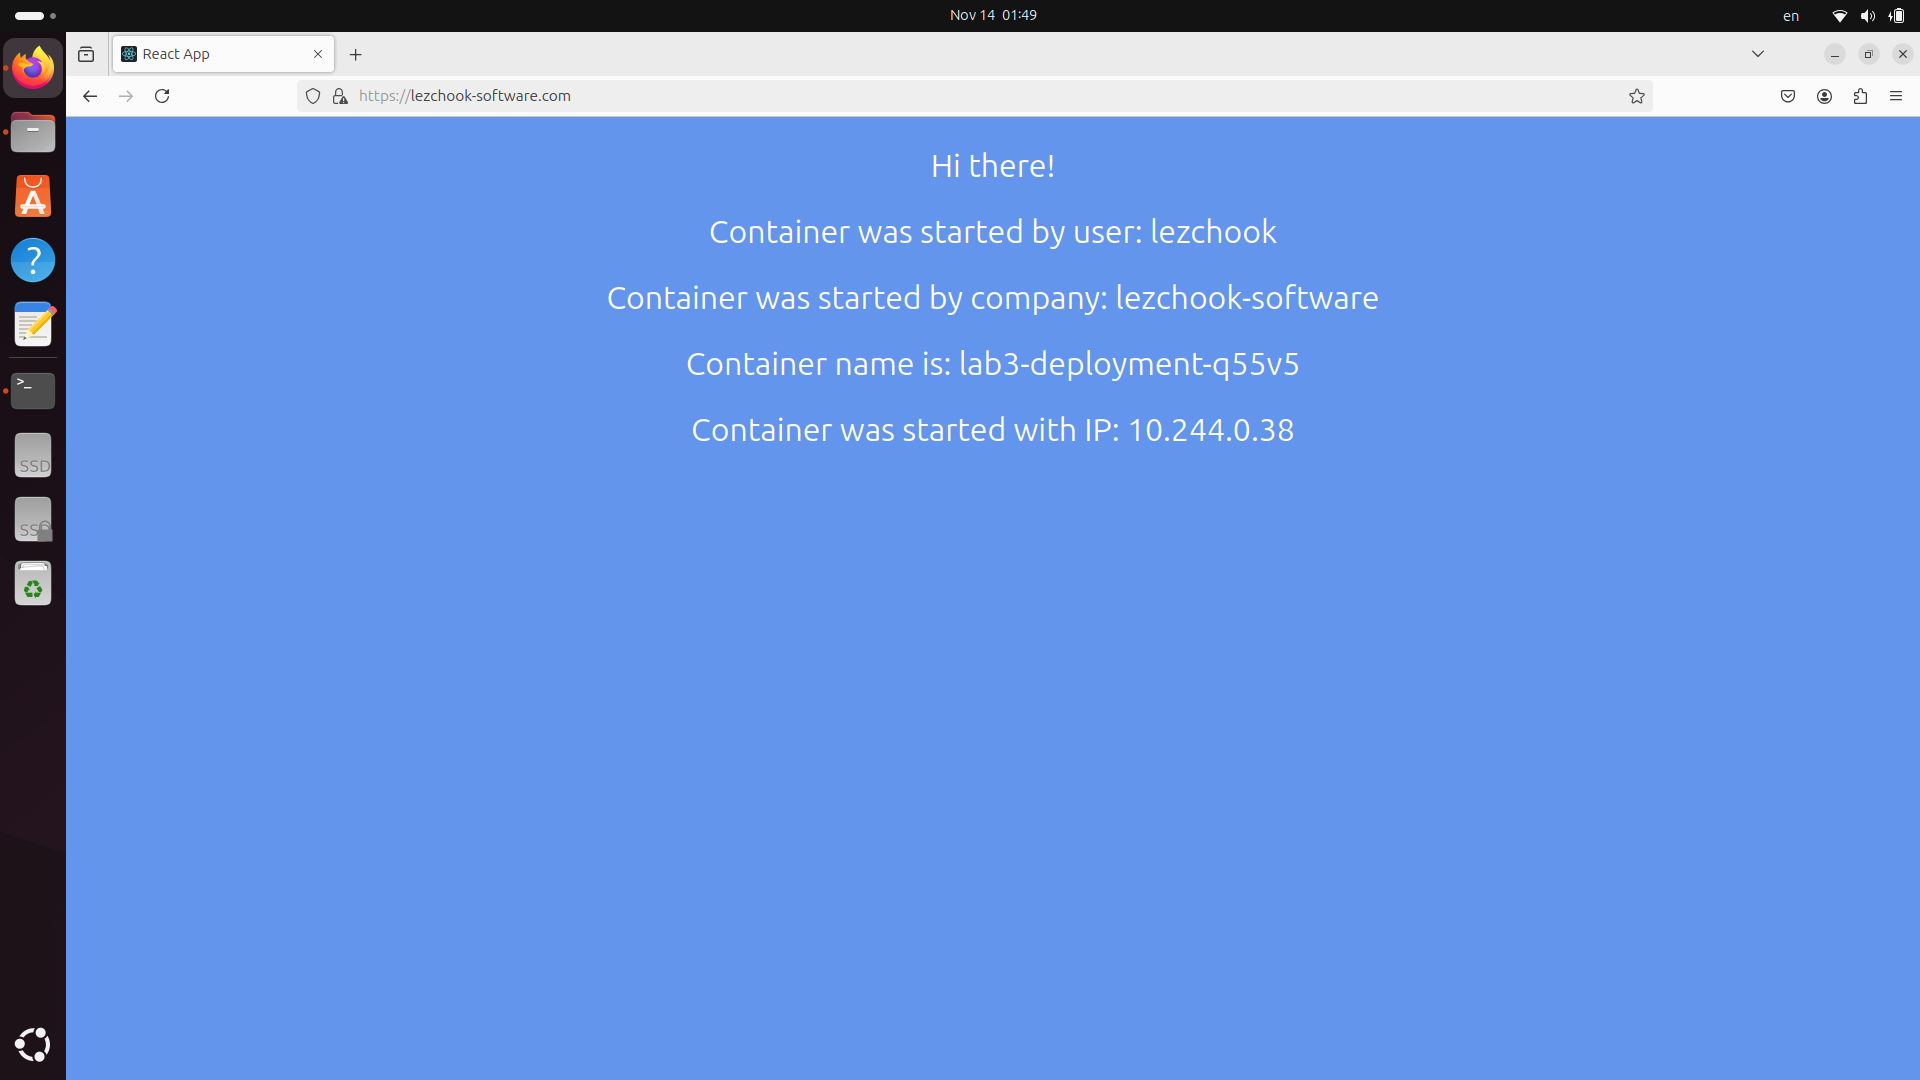 Nov 14 01:49
en
React App
https://lezchook-software.com
Hi there!
Container was started by user: lezchook
Container was started by company: lezchook-software
Container name is: lab3-deployment-q55v5
Container was started with IP: 10.244.0.38
>_
SSD
SSD